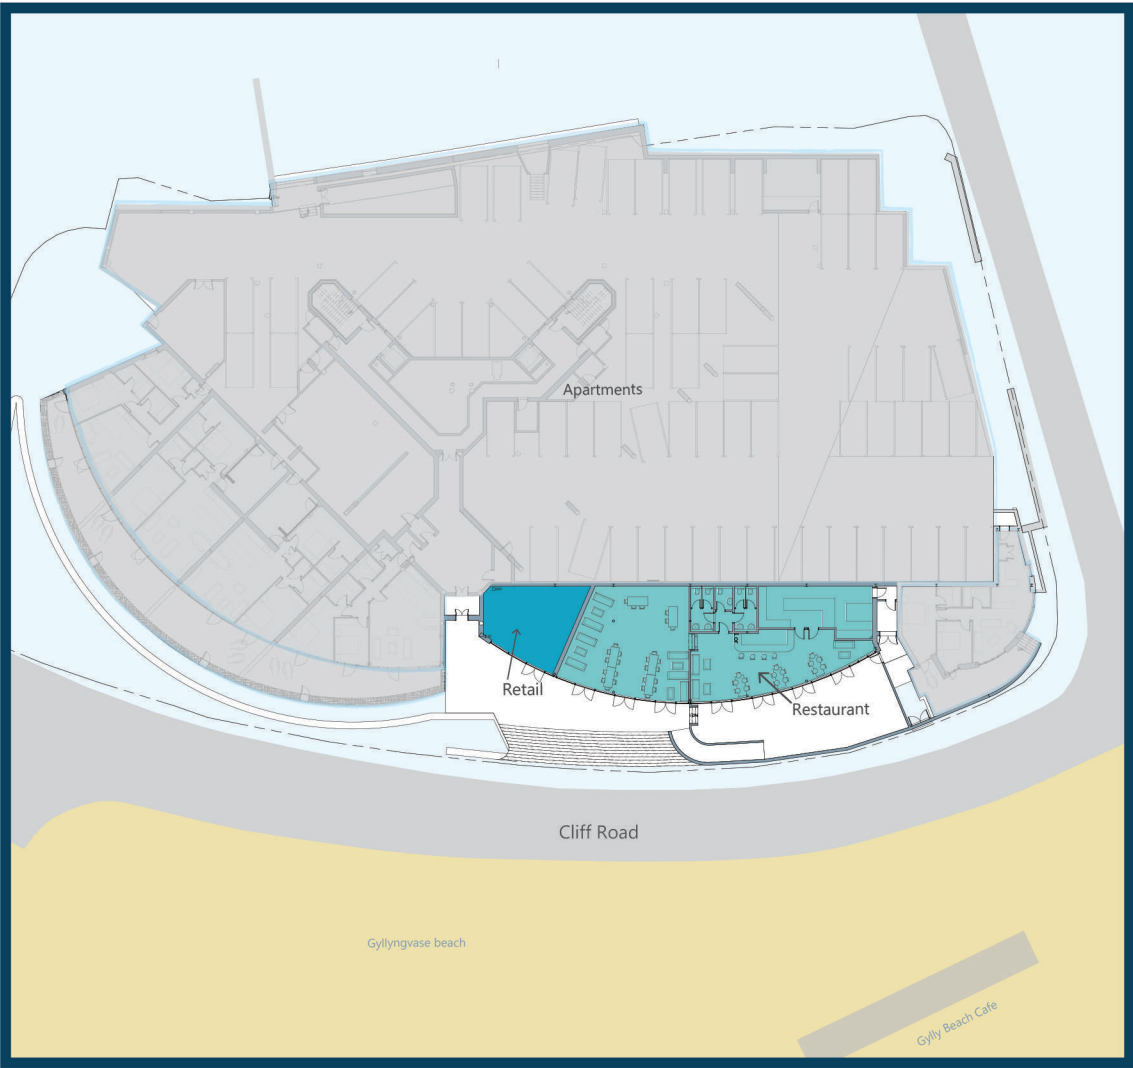 Apartments
Retail
Restaurant
Cliff Road
Gyllyngvase beach
Gylly Beach Cafe